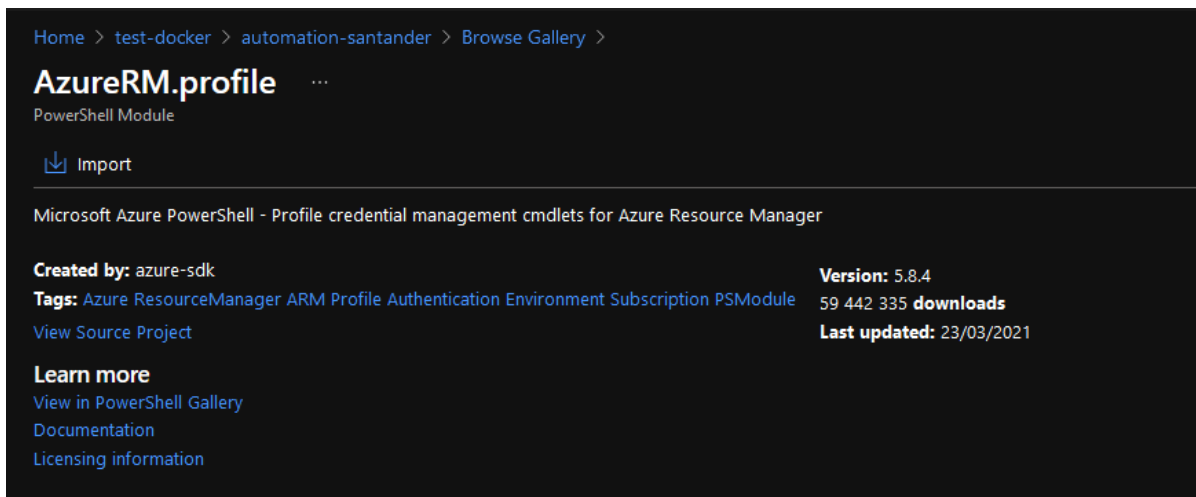 Home > test-docker > automation-santander > Browse Gallery >
AzureRM.profile ...
PowerShell Module
Import
Microsoft Azure PowerShell - Profile credential management cmdlets for Azure Resource Manager
Created by: azure-sdk
Tags: Azure ResourceManager ARM Profile Authentication Environment Subscription PSModule
View Source Project
Version: 5.8.4
59 442 335 downloads
Last updated: 23/03/2021
Learn more
View in PowerShell Gallery
Documentation
Licensing information